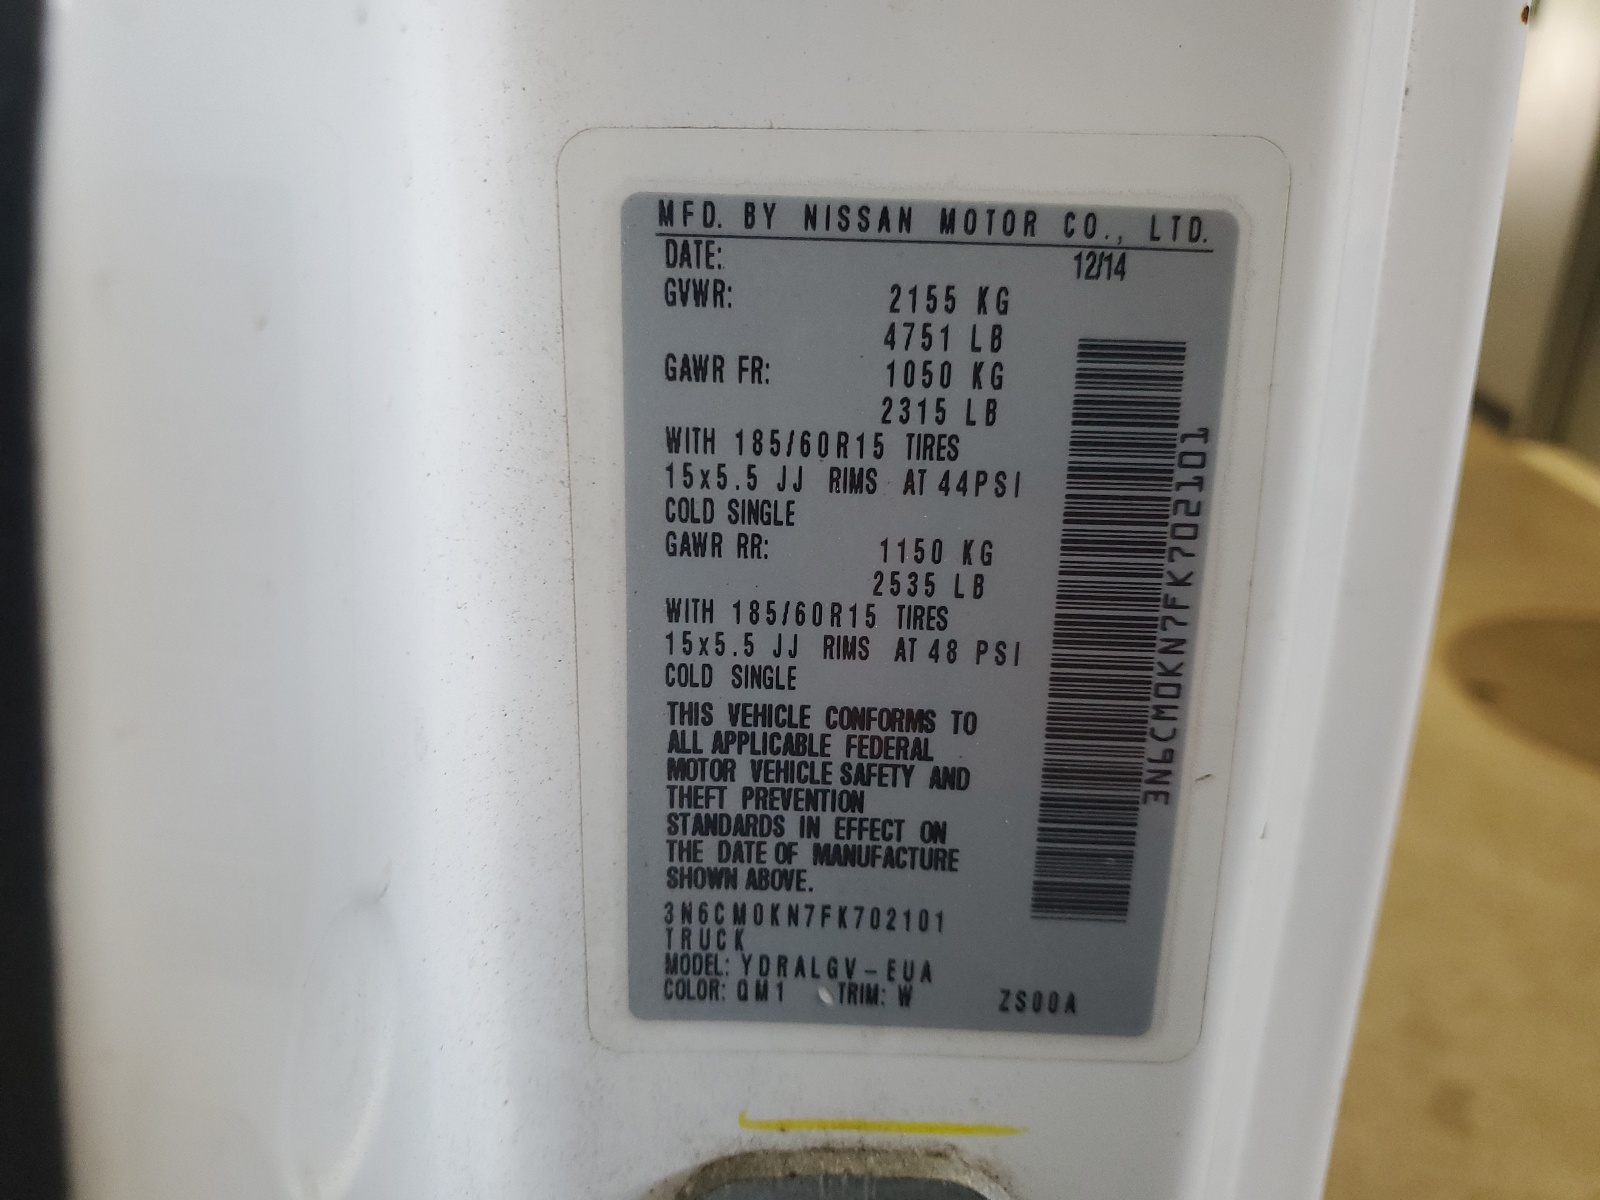 MFD. BY NISSAN MOTOR CO., LTD.
DATE: 12/14
GVWR: 2155 KG
4751 LB
GAWR FR: 1050 KG
2315 LB
WITH 185/60R15 TIRES
15x5.5 JJ RIMS AT 44PSI
COLD SINGLE
GAWR RR: 1150 KG
2535 LB
WITH 185/60R15 TIRES
15x5.5 JJ RIMS AT 48 PSI
COLD SINGLE
THIS VEHICLE CONFORMS TO
ALL APPLICABLE FEDERAL
MOTOR VEHICLE SAFETY AND
THEFT PREVENTION
STANDARDS IN EFFECT ON
THE DATE OF MANUFACTURE
SHOWN ABOVE.
3N6CM0KN7FK702101
TRUCK
MODEL: YDRALGV-EUA
COLOR: QM1 TRIM: W ZS00A
3N6CM0KN7FK702101